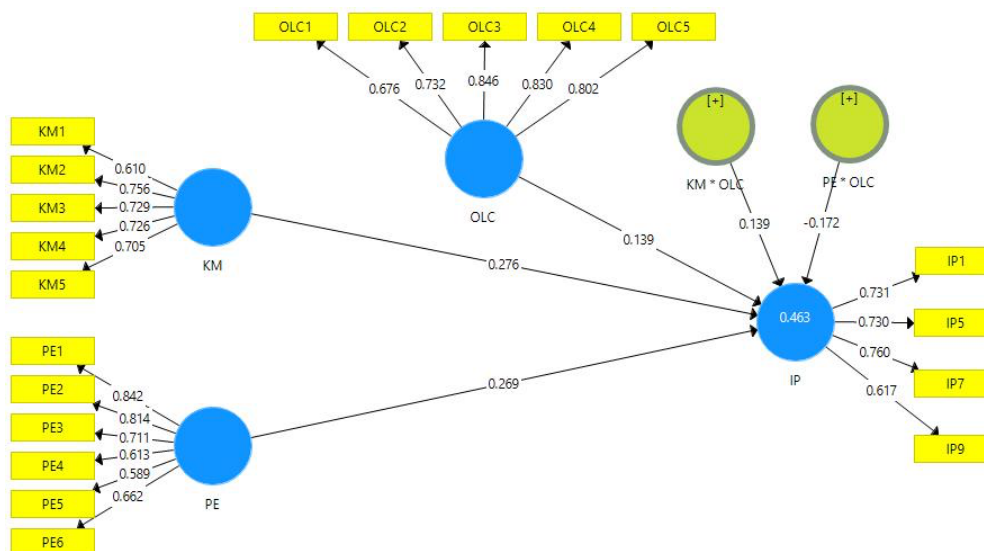 OLC1
OLC2
OLC3
OLC4
OLC5
0.676
0.732
0.846
0.830
0.802
OLC
[+]
KM * OLC
[+]
PE * OLC
0.139
-0.172
KM1
KM2
KM3
KM4
KM5
0.610
0.756
0.729
0.726
0.705
KM
0.139
0.276
0.269
PE1
PE2
PE3
PE4
PE5
PE6
0.842
0.814
0.711
0.613
0.589
0.662
PE
0.463
IP
0.731
0.730
0.760
0.617
IP1
IP5
IP7
IP9